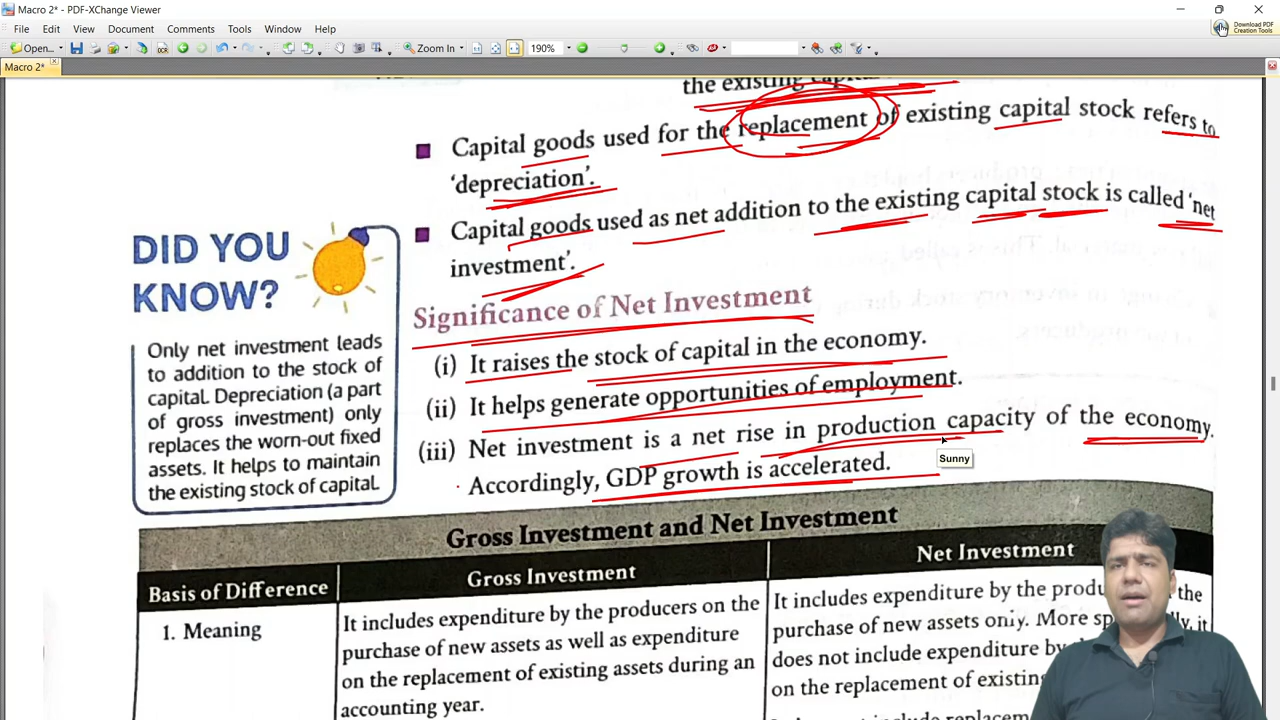 Macro 2* - PDF-XChange Viewer
File Edit View Document Comments Tools Window Help
Open... Zoom In 190% Download PDF
Creation Tools
Macro 2*
the existing
Capital goods used for the replacement of existing capital stock refers to
'depreciation'.
Capital goods used as net addition to the existing capital stock is called 'net
investment'.
DID YOU
KNOW?
Only net investment leads
to addition to the stock of
capital. Depreciation (a part
of gross investment) only
replaces the worn-out fixed
assets. It helps to maintain
the existing stock of capital.
Significance of Net Investment
(i) It raises the stock of capital in the economy.
(ii) It helps generate opportunities of employment.
(iii) Net investment is a net rise in production capacity of the economy.
Accordingly, GDP growth is accelerated.
Sunny
Gross Investment and Net Investment
Basis of Difference
Gross Investment
Net Investment
1. Meaning
It includes expenditure by the producers on the
purchase of new assets as well as expenditure
on the replacement of existing assets during an
accounting year.
It includes expenditure by the the
purchase of new assets only. More it
does not include expenditure by
on the replacement of